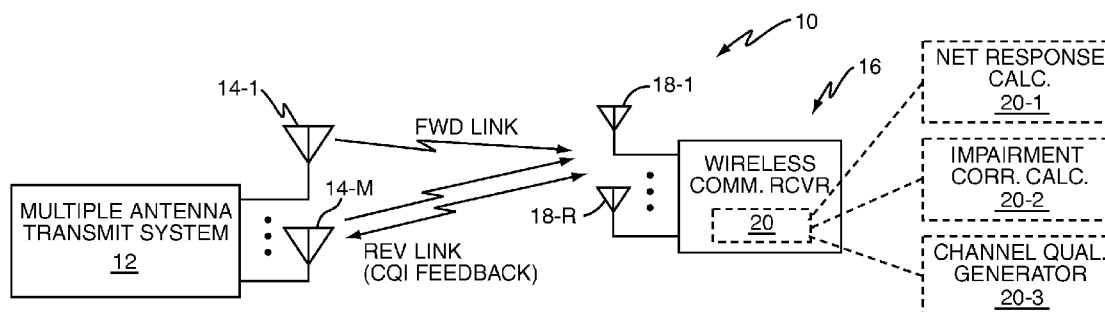 10
NET RESPONSE
CALC.
20-1
16
14-1
18-1
FWD LINK
WIRELESS
COMM. RCVR
20
IMPAIRMENT
CORR. CALC.
20-2
MULTIPLE ANTENNA
TRANSMIT SYSTEM
12
14-M
18-R
REV LINK
(CQI FEEDBACK)
CHANNEL QUAL.
GENERATOR
20-3